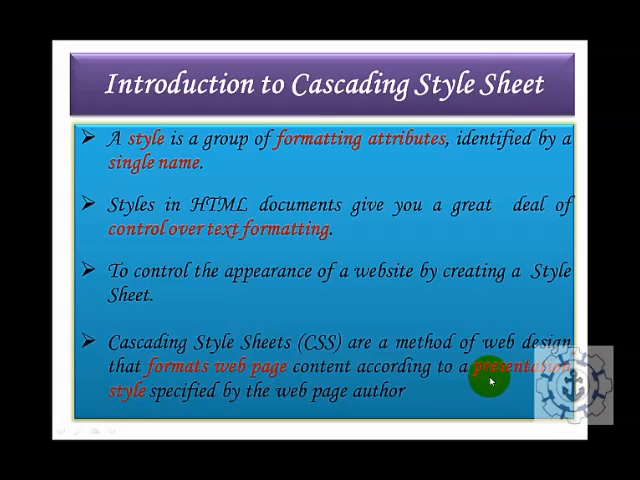 Introduction to Cascading Style Sheet
➢ A style is a group of formatting attributes, identified by a
single name.
➢ Styles in HTML documents give you a great deal of
control over text formatting.
➢ To control the appearance of a website by creating a Style
Sheet.
➢ Cascading Style Sheets (CSS) are a method of web design
that formats web page content according to a presentation
style specified by the web page author